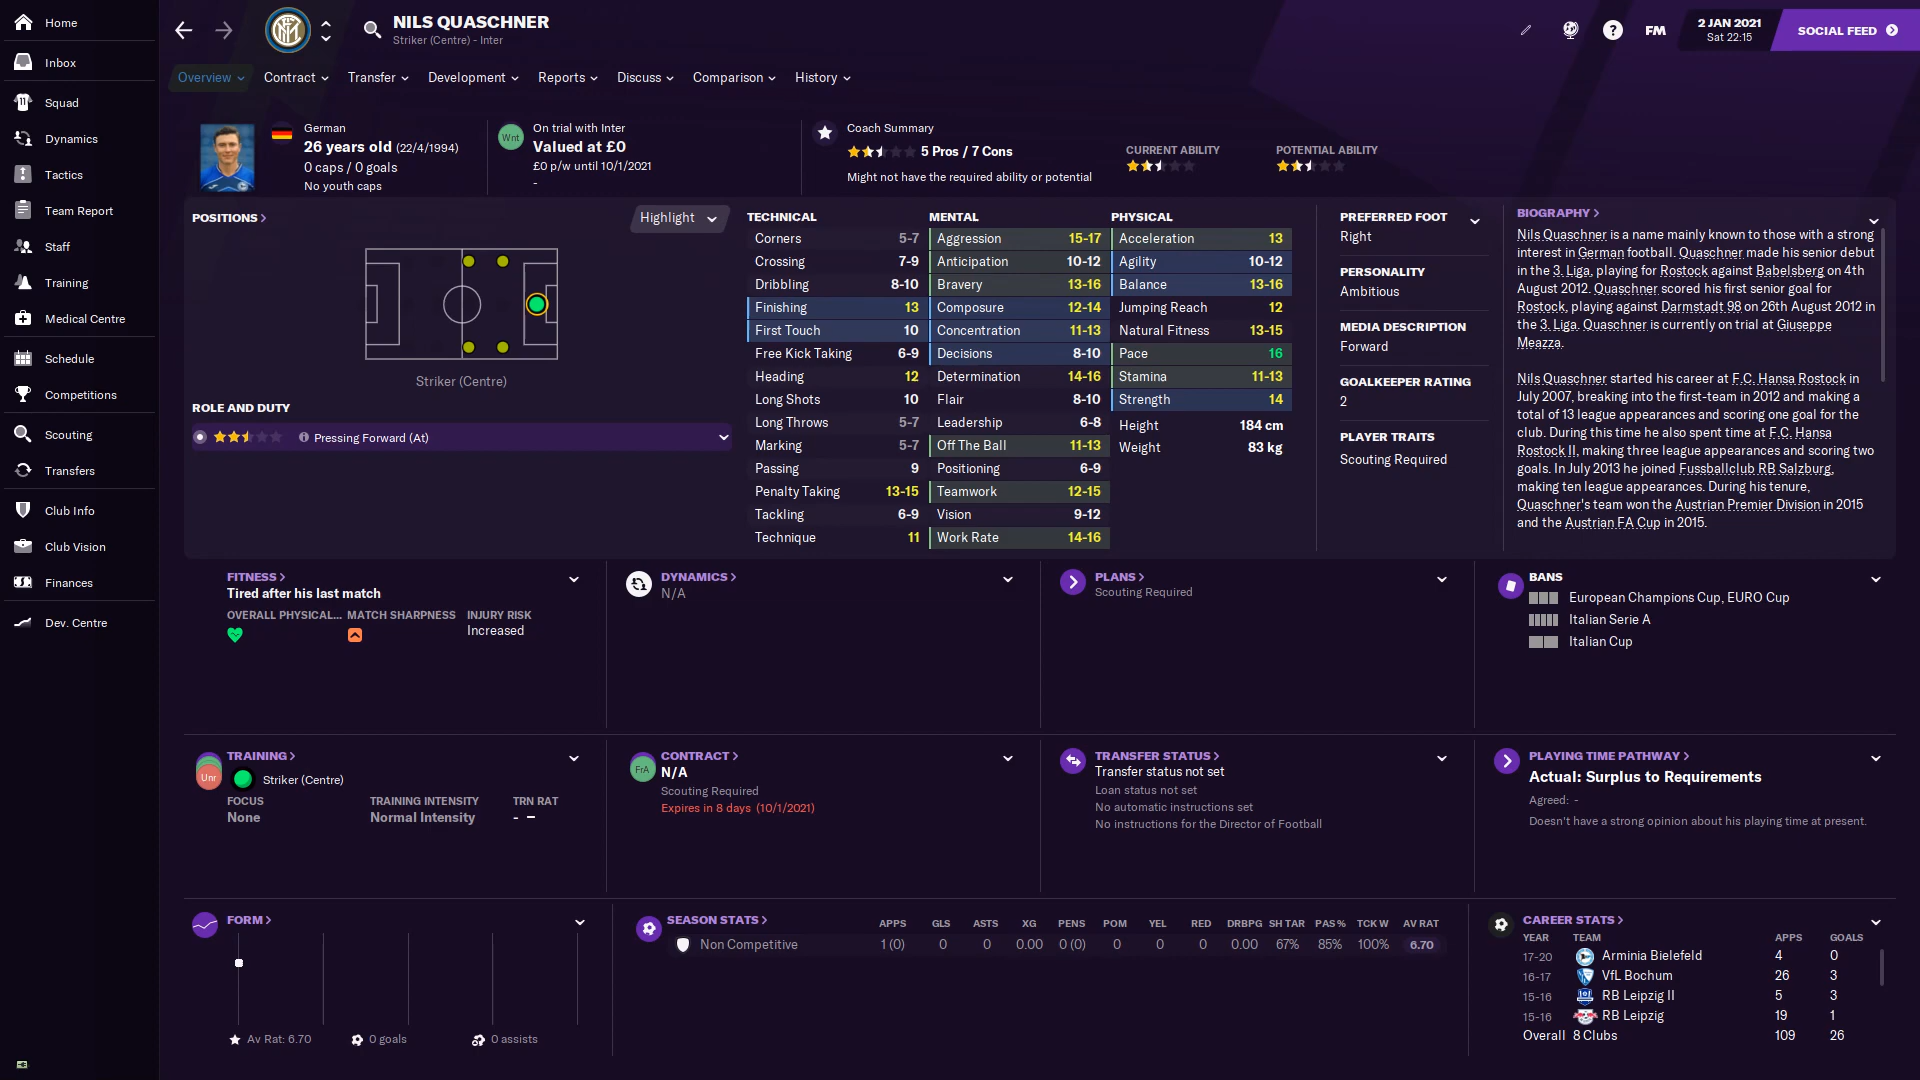 Home
Inbox
Squad
Dynamics
Tactics
Team Report
Staff
Training
Medical Centre
Schedule
Competitions
Scouting
Transfers
Club Info
Club Vision
Finances
Dev. Centre
NILS QUASCHNER
Striker (Centre) - Inter
FM
2 JAN 2021
Sat 22:15
SOCIAL FEED
Overview Contract Transfer Development Reports Discuss Comparison History
German
26 years old (22/4/1994)
0 caps / 0 goals
No youth caps
Wnt
On trial with Inter
Valued at £0
£0 p/w until 10/1/2021
-
Coach Summary
5 Pros / 7 Cons
Might not have the required ability or potential
CURRENT ABILITY
POTENTIAL ABILITY
POSITIONS >
Highlight
Striker (Centre)
ROLE AND DUTY
Pressing Forward (At)
TECHNICAL
Corners 5-7
Crossing 7-9
Dribbling 8-10
Finishing 13
First Touch 10
Free Kick Taking 6-9
Heading 12
Long Shots 10
Long Throws 5-7
Marking 5-7
Passing 9
Penalty Taking 13-15
Tackling 6-9
Technique 11
MENTAL
Aggression 15-17
Anticipation 10-12
Bravery 13-16
Composure 12-14
Concentration 11-13
Decisions 8-10
Determination 14-16
Flair 8-10
Leadership 6-8
Off The Ball 11-13
Positioning 6-9
Teamwork 12-15
Vision 9-12
Work Rate 14-16
PHYSICAL
Acceleration 13
Agility 10-12
Balance 13-16
Jumping Reach 12
Natural Fitness 13-15
Pace 16
Stamina 11-13
Strength 14
Height 184 cm
Weight 83 kg
PREFERRED FOOT
Right
PERSONALITY
Ambitious
MEDIA DESCRIPTION
Forward
GOALKEEPER RATING
2
PLAYER TRAITS
Scouting Required
BIOGRAPHY >
Nils Quaschner is a name mainly known to those with a strong
interest in German football. Quaschner made his senior debut
in the 3. Liga, playing for Rostock against Babelsberg on 4th
August 2012. Quaschner scored his first senior goal for
Rostock, playing against Darmstadt 98 on 26th August 2012 in
the 3. Liga. Quaschner is currently on trial at Giuseppe
Meazza.
Nils Quaschner started his career at F.C. Hansa Rostock in
July 2007, breaking into the first-team in 2012 and making a
total of 13 league appearances and scoring one goal for the
club. During this time he also spent time at F.C. Hansa
Rostock II, making three league appearances and scoring two
goals. In July 2013 he joined Fussballclub RB Salzburg,
making ten league appearances. During his tenure,
Quaschner's team won the Austrian Premier Division in 2015
and the Austrian FA Cup in 2015.
FITNESS >
Tired after his last match
OVERALL PHYSICAL... MATCH SHARPNESS INJURY RISK
Increased
DYNAMICS >
N/A
PLANS >
Scouting Required
BANS
European Champions Cup, EURO Cup
Italian Serie A
Italian Cup
TRAINING >
Unr
Striker (Centre)
FOCUS TRAINING INTENSITY TRN RAT
None Normal Intensity - -
CONTRACT >
FrA
N/A
Scouting Required
Expires in 8 days (10/1/2021)
TRANSFER STATUS >
Transfer status not set
Loan status not set
No automatic instructions set
No instructions for the Director of Football
PLAYING TIME PATHWAY >
Actual: Surplus to Requirements
Agreed: -
Doesn't have a strong opinion about his playing time at present.
FORM >
Av Rat: 6.70 0 goals 0 assists
SEASON STATS > APPS GLS ASTS XG PENS POM YEL RED DRBPG SH TAR PAS % TCK W AV RAT
Non Competitive 1 (0) 0 0 0.00 0 (0) 0 0 0 0.00 67% 85% 100% 6.70
CAREER STATS >
YEAR TEAM APPS GOALS
17-20 Arminia Bielefeld 4 0
16-17 VfL Bochum 26 3
15-16 RB Leipzig II 5 3
15-16 RB Leipzig 19 1
Overall 8 Clubs 109 26